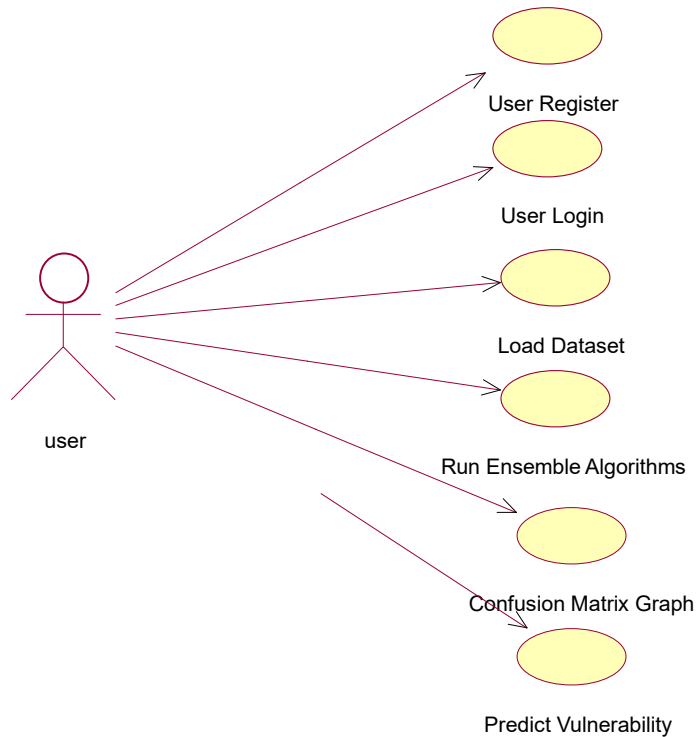 User Register
User Login
Load Dataset
user
Run Ensemble Algorithms
Confusion Matrix Graph
Predict Vulnerability